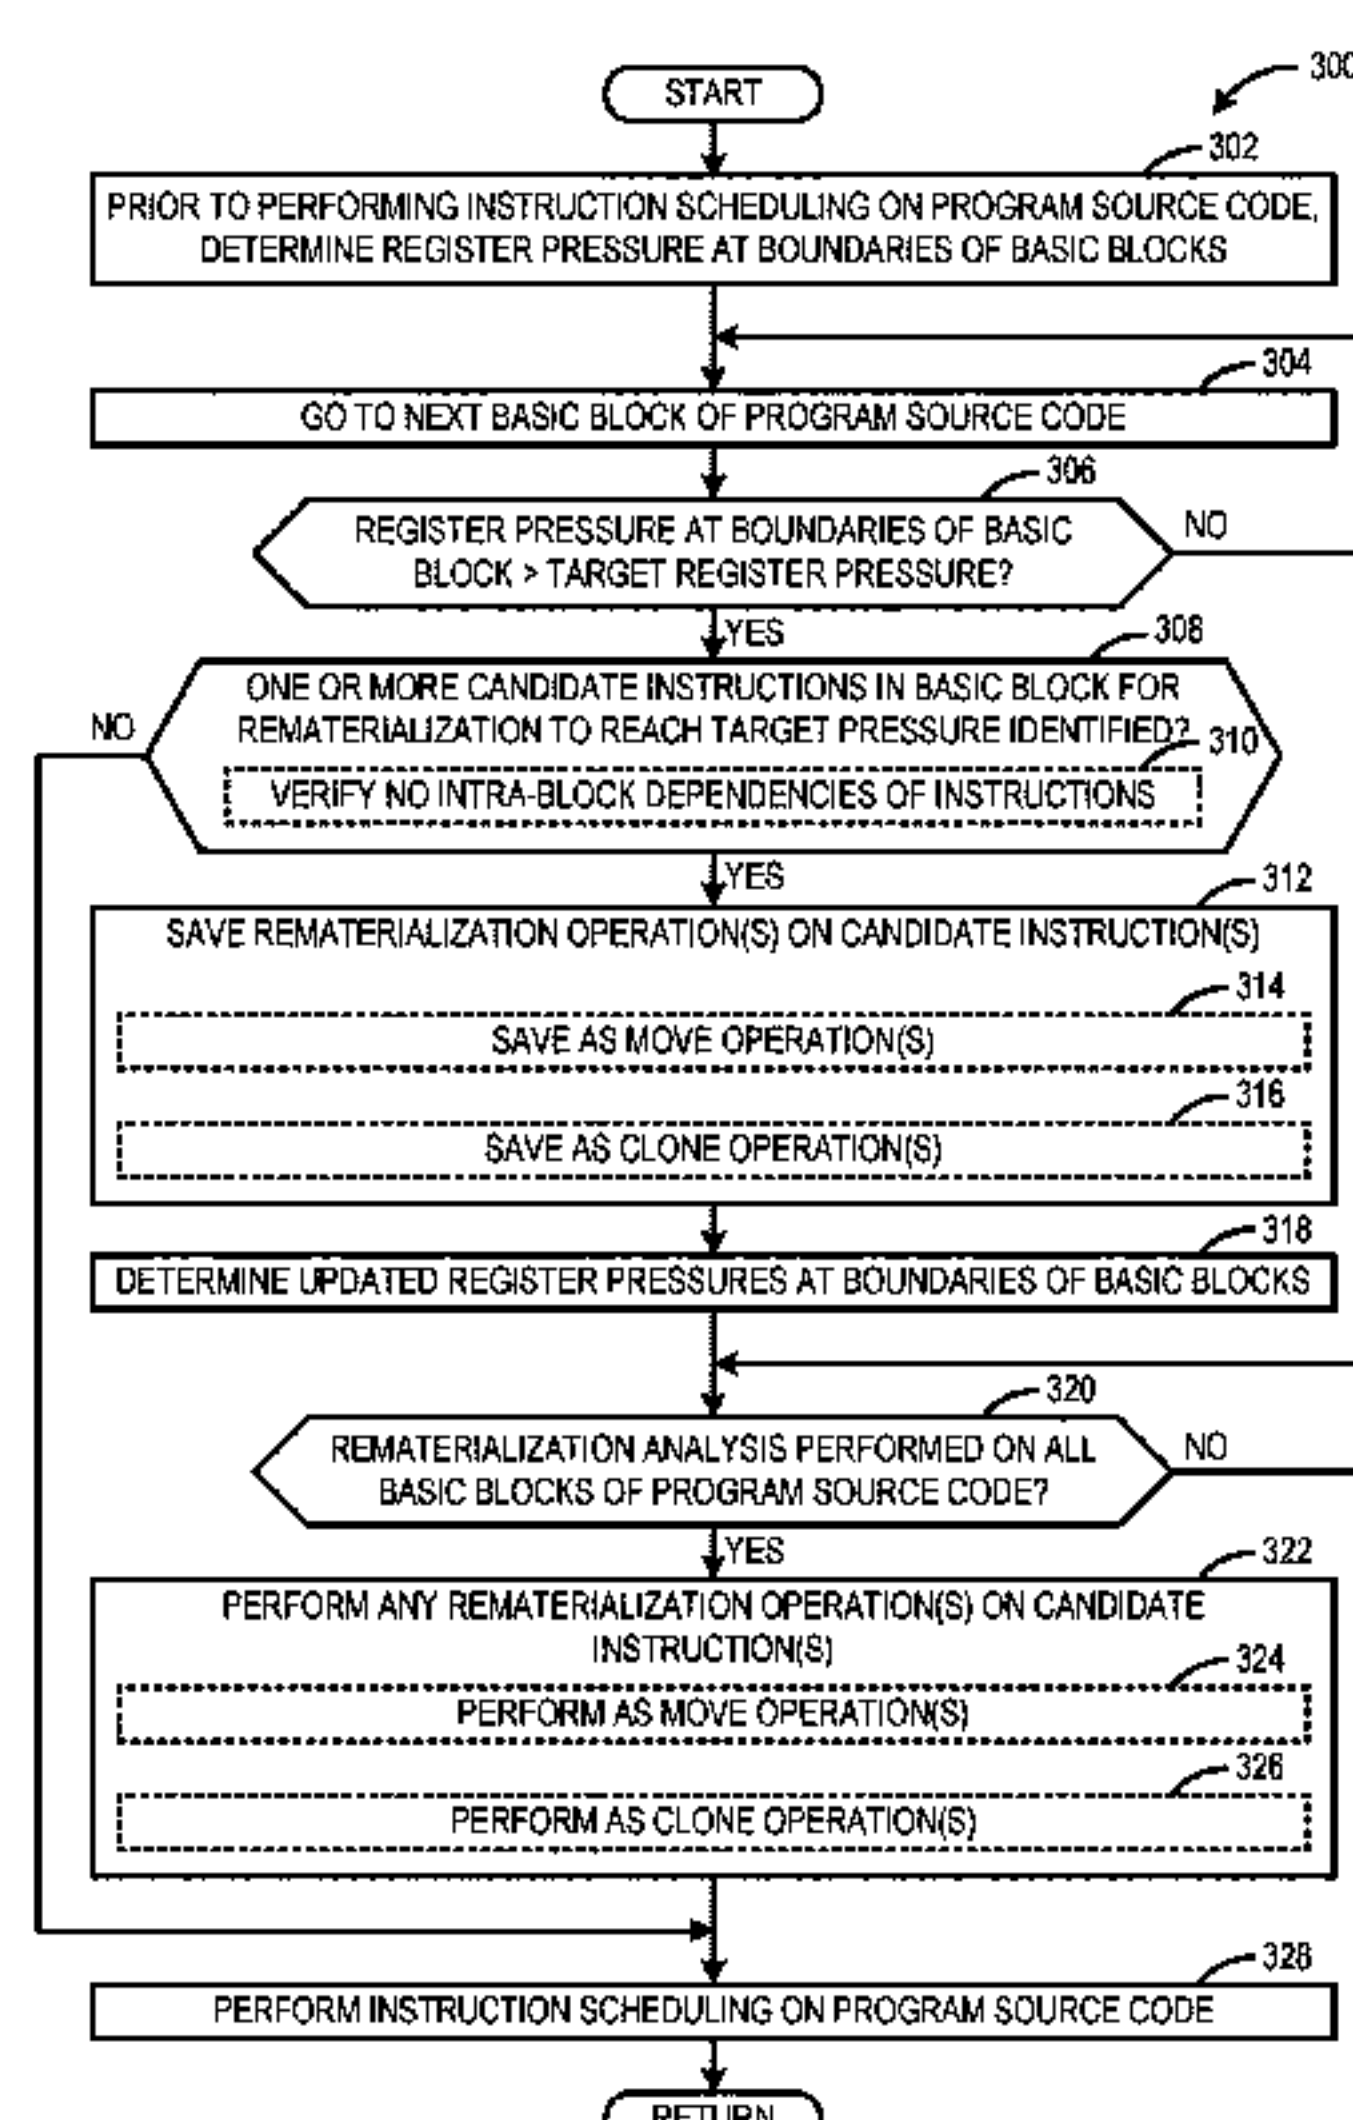 START
300
302
PRIOR TO PERFORMING INSTRUCTION SCHEDULING ON PROGRAM SOURCE CODE,
DETERMINE REGISTER PRESSURE AT BOUNDARIES OF BASIC BLOCKS
304
GO TO NEXT BASIC BLOCK OF PROGRAM SOURCE CODE
306
REGISTER PRESSURE AT BOUNDARIES OF BASIC
BLOCK > TARGET REGISTER PRESSURE?
NO
YES
308
ONE OR MORE CANDIDATE INSTRUCTIONS IN BASIC BLOCK FOR
REMATERIALIZATION TO REACH TARGET PRESSURE IDENTIFIED?
NO
310
VERIFY NO INTRA-BLOCK DEPENDENCIES OF INSTRUCTIONS
YES
312
SAVE REMATERIALIZATION OPERATION(S) ON CANDIDATE INSTRUCTION(S)
314
SAVE AS MOVE OPERATION(S)
316
SAVE AS CLONE OPERATION(S)
318
DETERMINE UPDATED REGISTER PRESSURES AT BOUNDARIES OF BASIC BLOCKS
320
REMATERIALIZATION ANALYSIS PERFORMED ON ALL
BASIC BLOCKS OF PROGRAM SOURCE CODE?
NO
YES
322
PERFORM ANY REMATERIALIZATION OPERATION(S) ON CANDIDATE
INSTRUCTION(S)
324
PERFORM AS MOVE OPERATION(S)
326
PERFORM AS CLONE OPERATION(S)
328
PERFORM INSTRUCTION SCHEDULING ON PROGRAM SOURCE CODE
RETURN